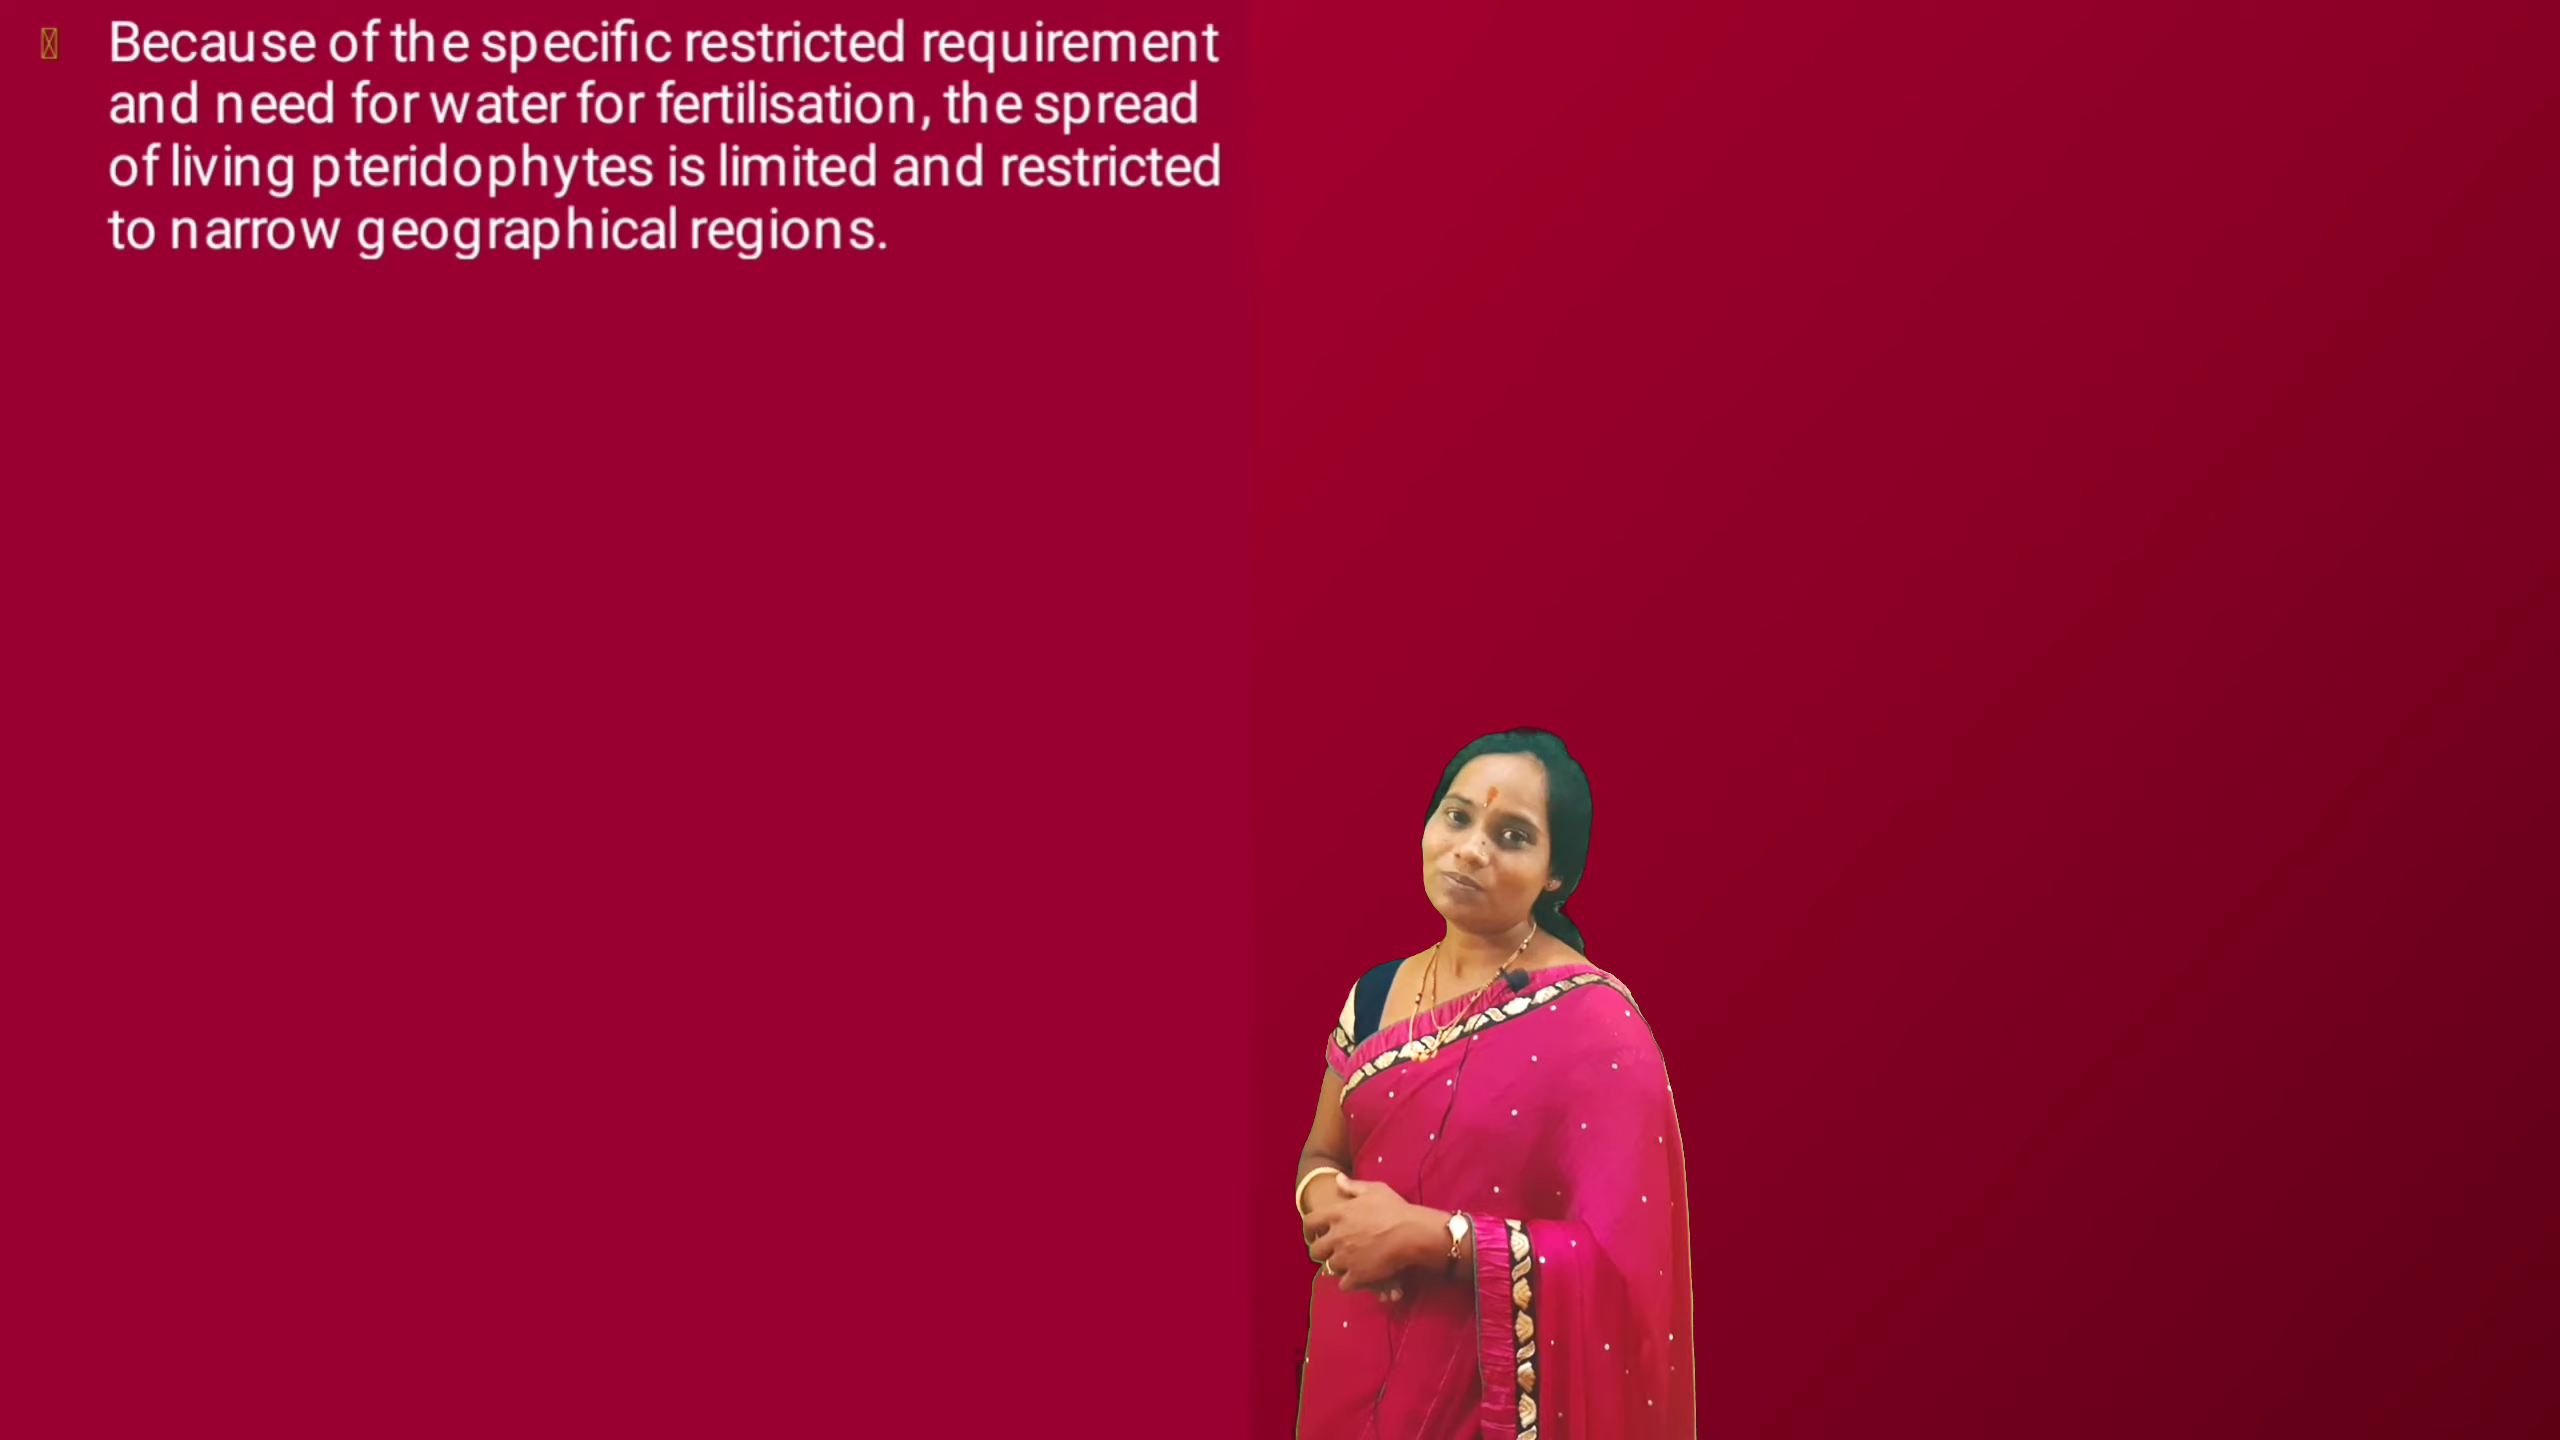 Because of the specific restricted requirement
and need for water for fertilisation, the spread
of living pteridophytes is limited and restricted
to narrow geographical regions.